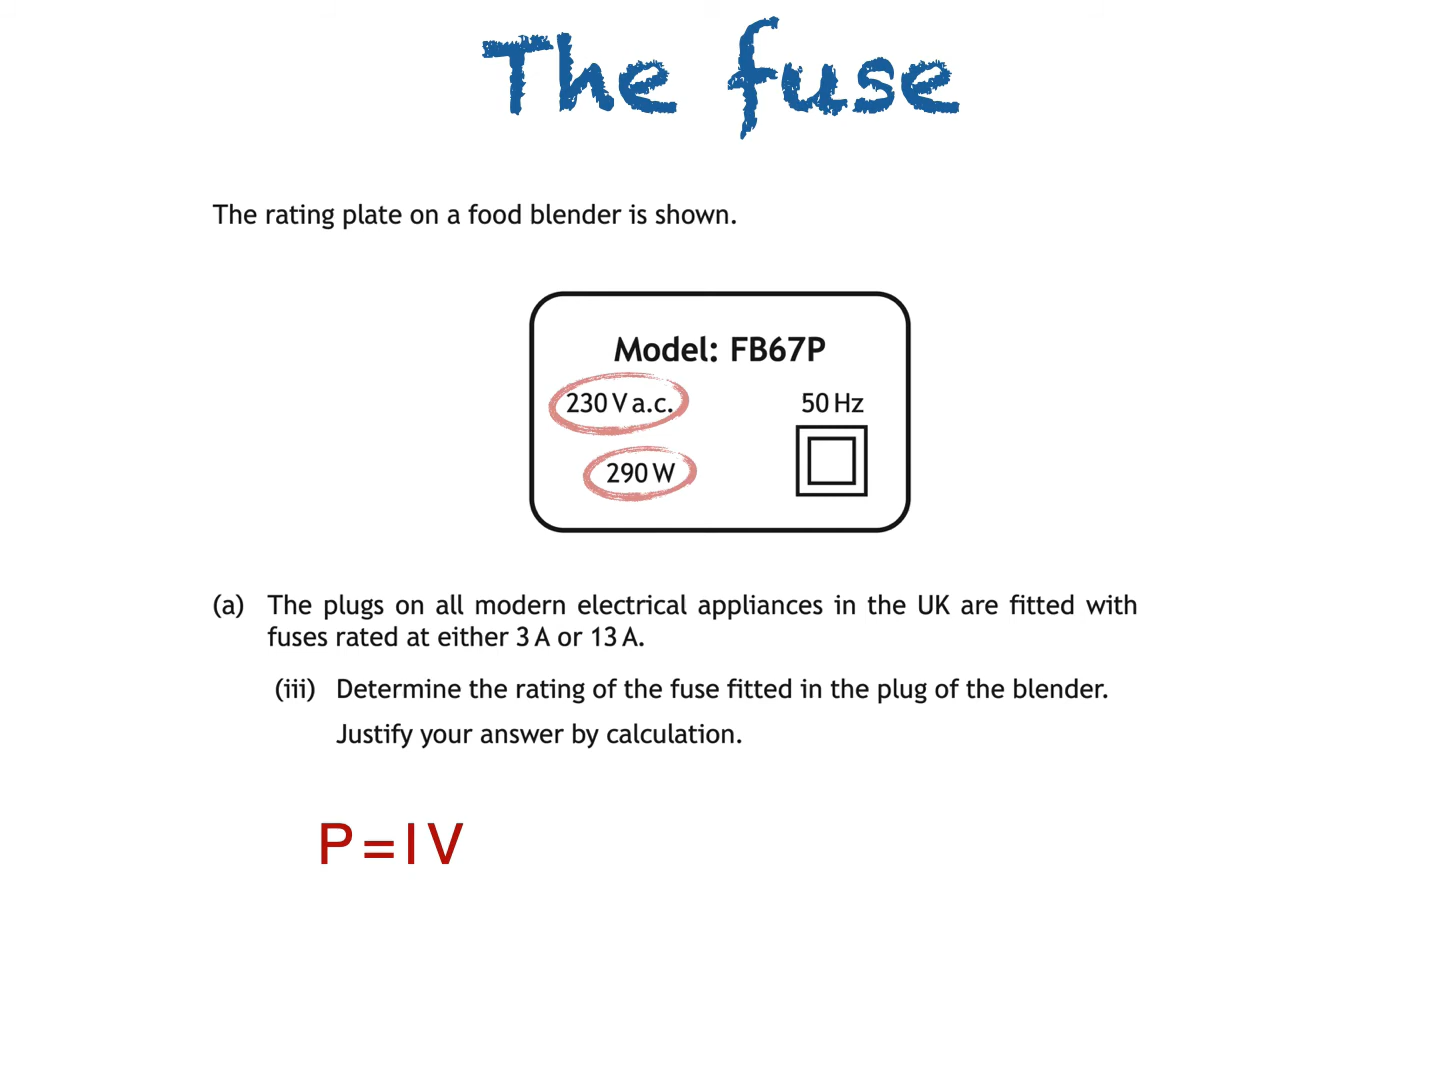 The fuse
The rating plate on a food blender is shown.
Model: FB67P
230 V a.c.
50 Hz
290 W
(a) The plugs on all modern electrical appliances in the UK are fitted with
fuses rated at either 3 A or 13 A.
(iii) Determine the rating of the fuse fitted in the plug of the blender.
Justify your answer by calculation.
P = I V